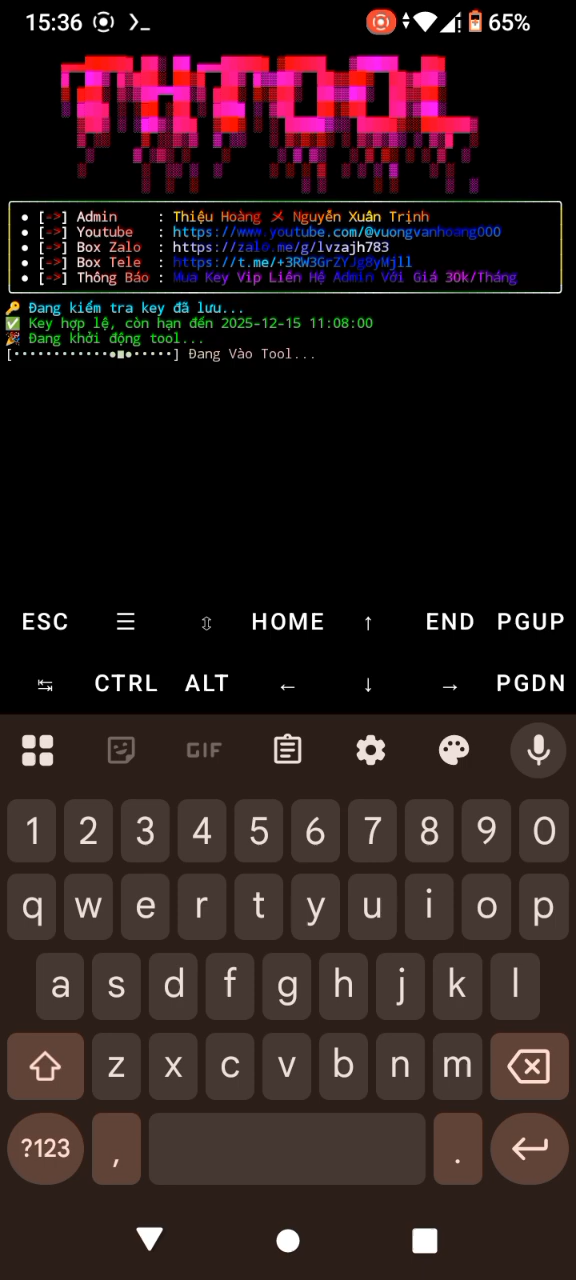 15:36 65%
THTOOL
● [->] Admin : Thiệu Hoàng 〆 Nguyễn Xuân Trịnh
● [->] Youtube : https://www.youtube.com/@vuongvanhoang000
● [->] Box Zalo : https://zalo.me/g/lvzajh783
● [->] Box Tele : https://t.me/+3RW3GrZYJg8yMjll
● [->] Thông Báo : Mua Key Vip Liên Hệ Admin Với Giá 30k/Tháng
🔑 Đang kiểm tra key đã lưu...
✅ Key hợp lệ, còn hạn đến 2025-12-15 11:08:00
🎉 Đang khởi động tool...
[••••••••••••●■●•••••] Đang Vào Tool...
ESC ☰ ⇳ HOME ↑ END PGUP
↹ CTRL ALT ← ↓ → PGDN
GIF
1 2 3 4 5 6 7 8 9 0
q w e r t y u i o p
a s d f g h j k l
z x c v b n m
?123 , .